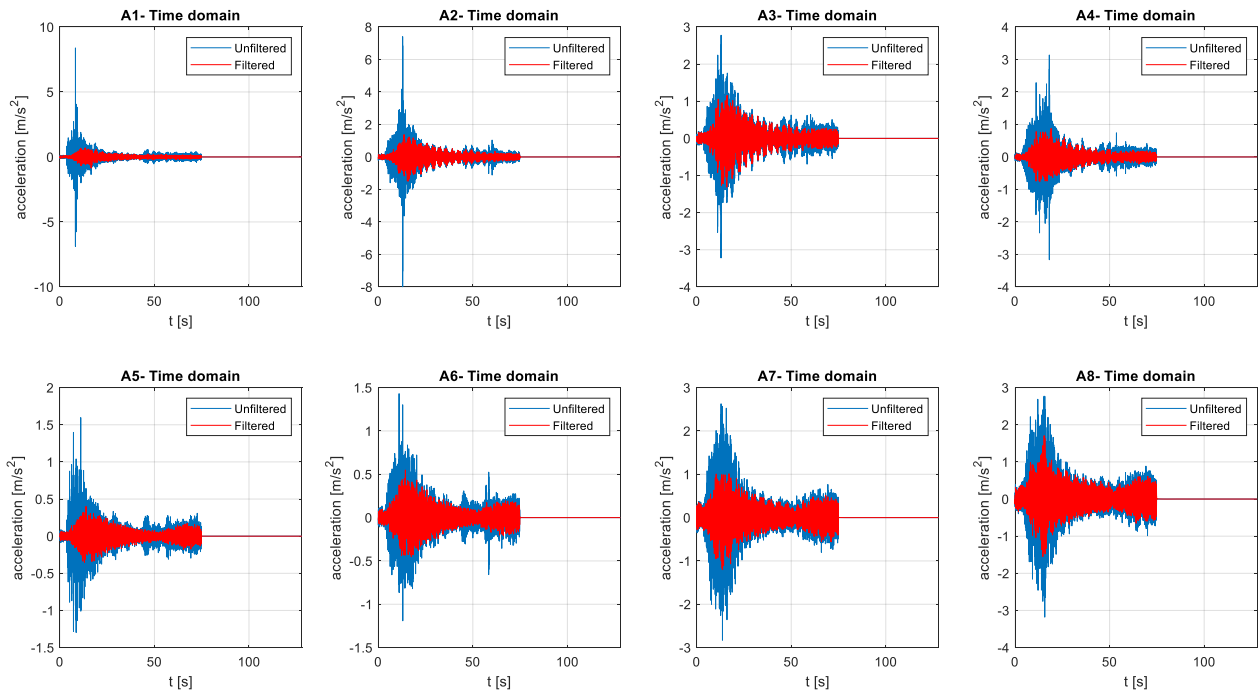 A1- Time domain
Unfiltered
Filtered
acceleration [m/s²]
10
5
0
-5
-10
0
50
100
t [s]
A2- Time domain
Unfiltered
Filtered
acceleration [m/s²]
8
6
4
2
0
-2
-4
-6
-8
0
50
100
t [s]
A3- Time domain
Unfiltered
Filtered
acceleration [m/s²]
3
2
1
0
-1
-2
-3
-4
0
50
100
t [s]
A4- Time domain
Unfiltered
Filtered
acceleration [m/s²]
4
3
2
1
0
-1
-2
-3
-4
0
50
100
t [s]
A5- Time domain
Unfiltered
Filtered
acceleration [m/s²]
2
1.5
1
0.5
0
-0.5
-1
-1.5
0
50
100
t [s]
A6- Time domain
Unfiltered
Filtered
acceleration [m/s²]
1.5
1
0.5
0
-0.5
-1
-1.5
0
50
100
t [s]
A7- Time domain
Unfiltered
Filtered
acceleration [m/s²]
3
2
1
0
-1
-2
-3
0
50
100
t [s]
A8- Time domain
Unfiltered
Filtered
acceleration [m/s²]
3
2
1
0
-1
-2
-3
-4
0
50
100
t [s]